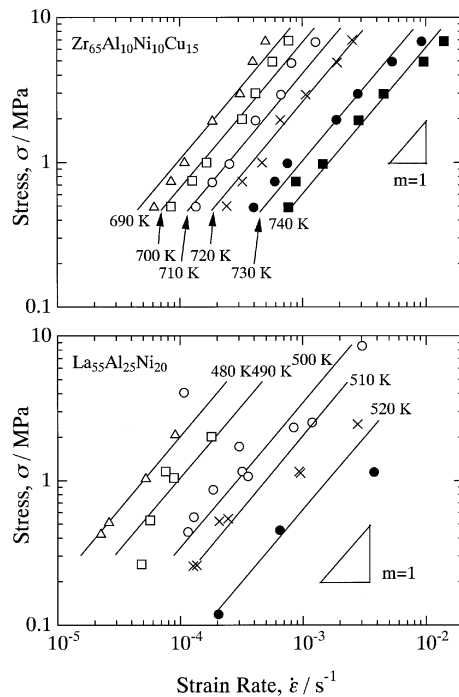 Zr65Al10Ni10Cu15
10
1
0.1
Stress, σ / MPa
m=1
690 K
700 K
710 K
720 K
730 K
740 K
La55Al25Ni20
10
1
0.1
Stress, σ / MPa
480 K
490 K
500 K
510 K
520 K
m=1
10^-5
10^-4
10^-3
10^-2
Strain Rate, ε̇ / s^-1